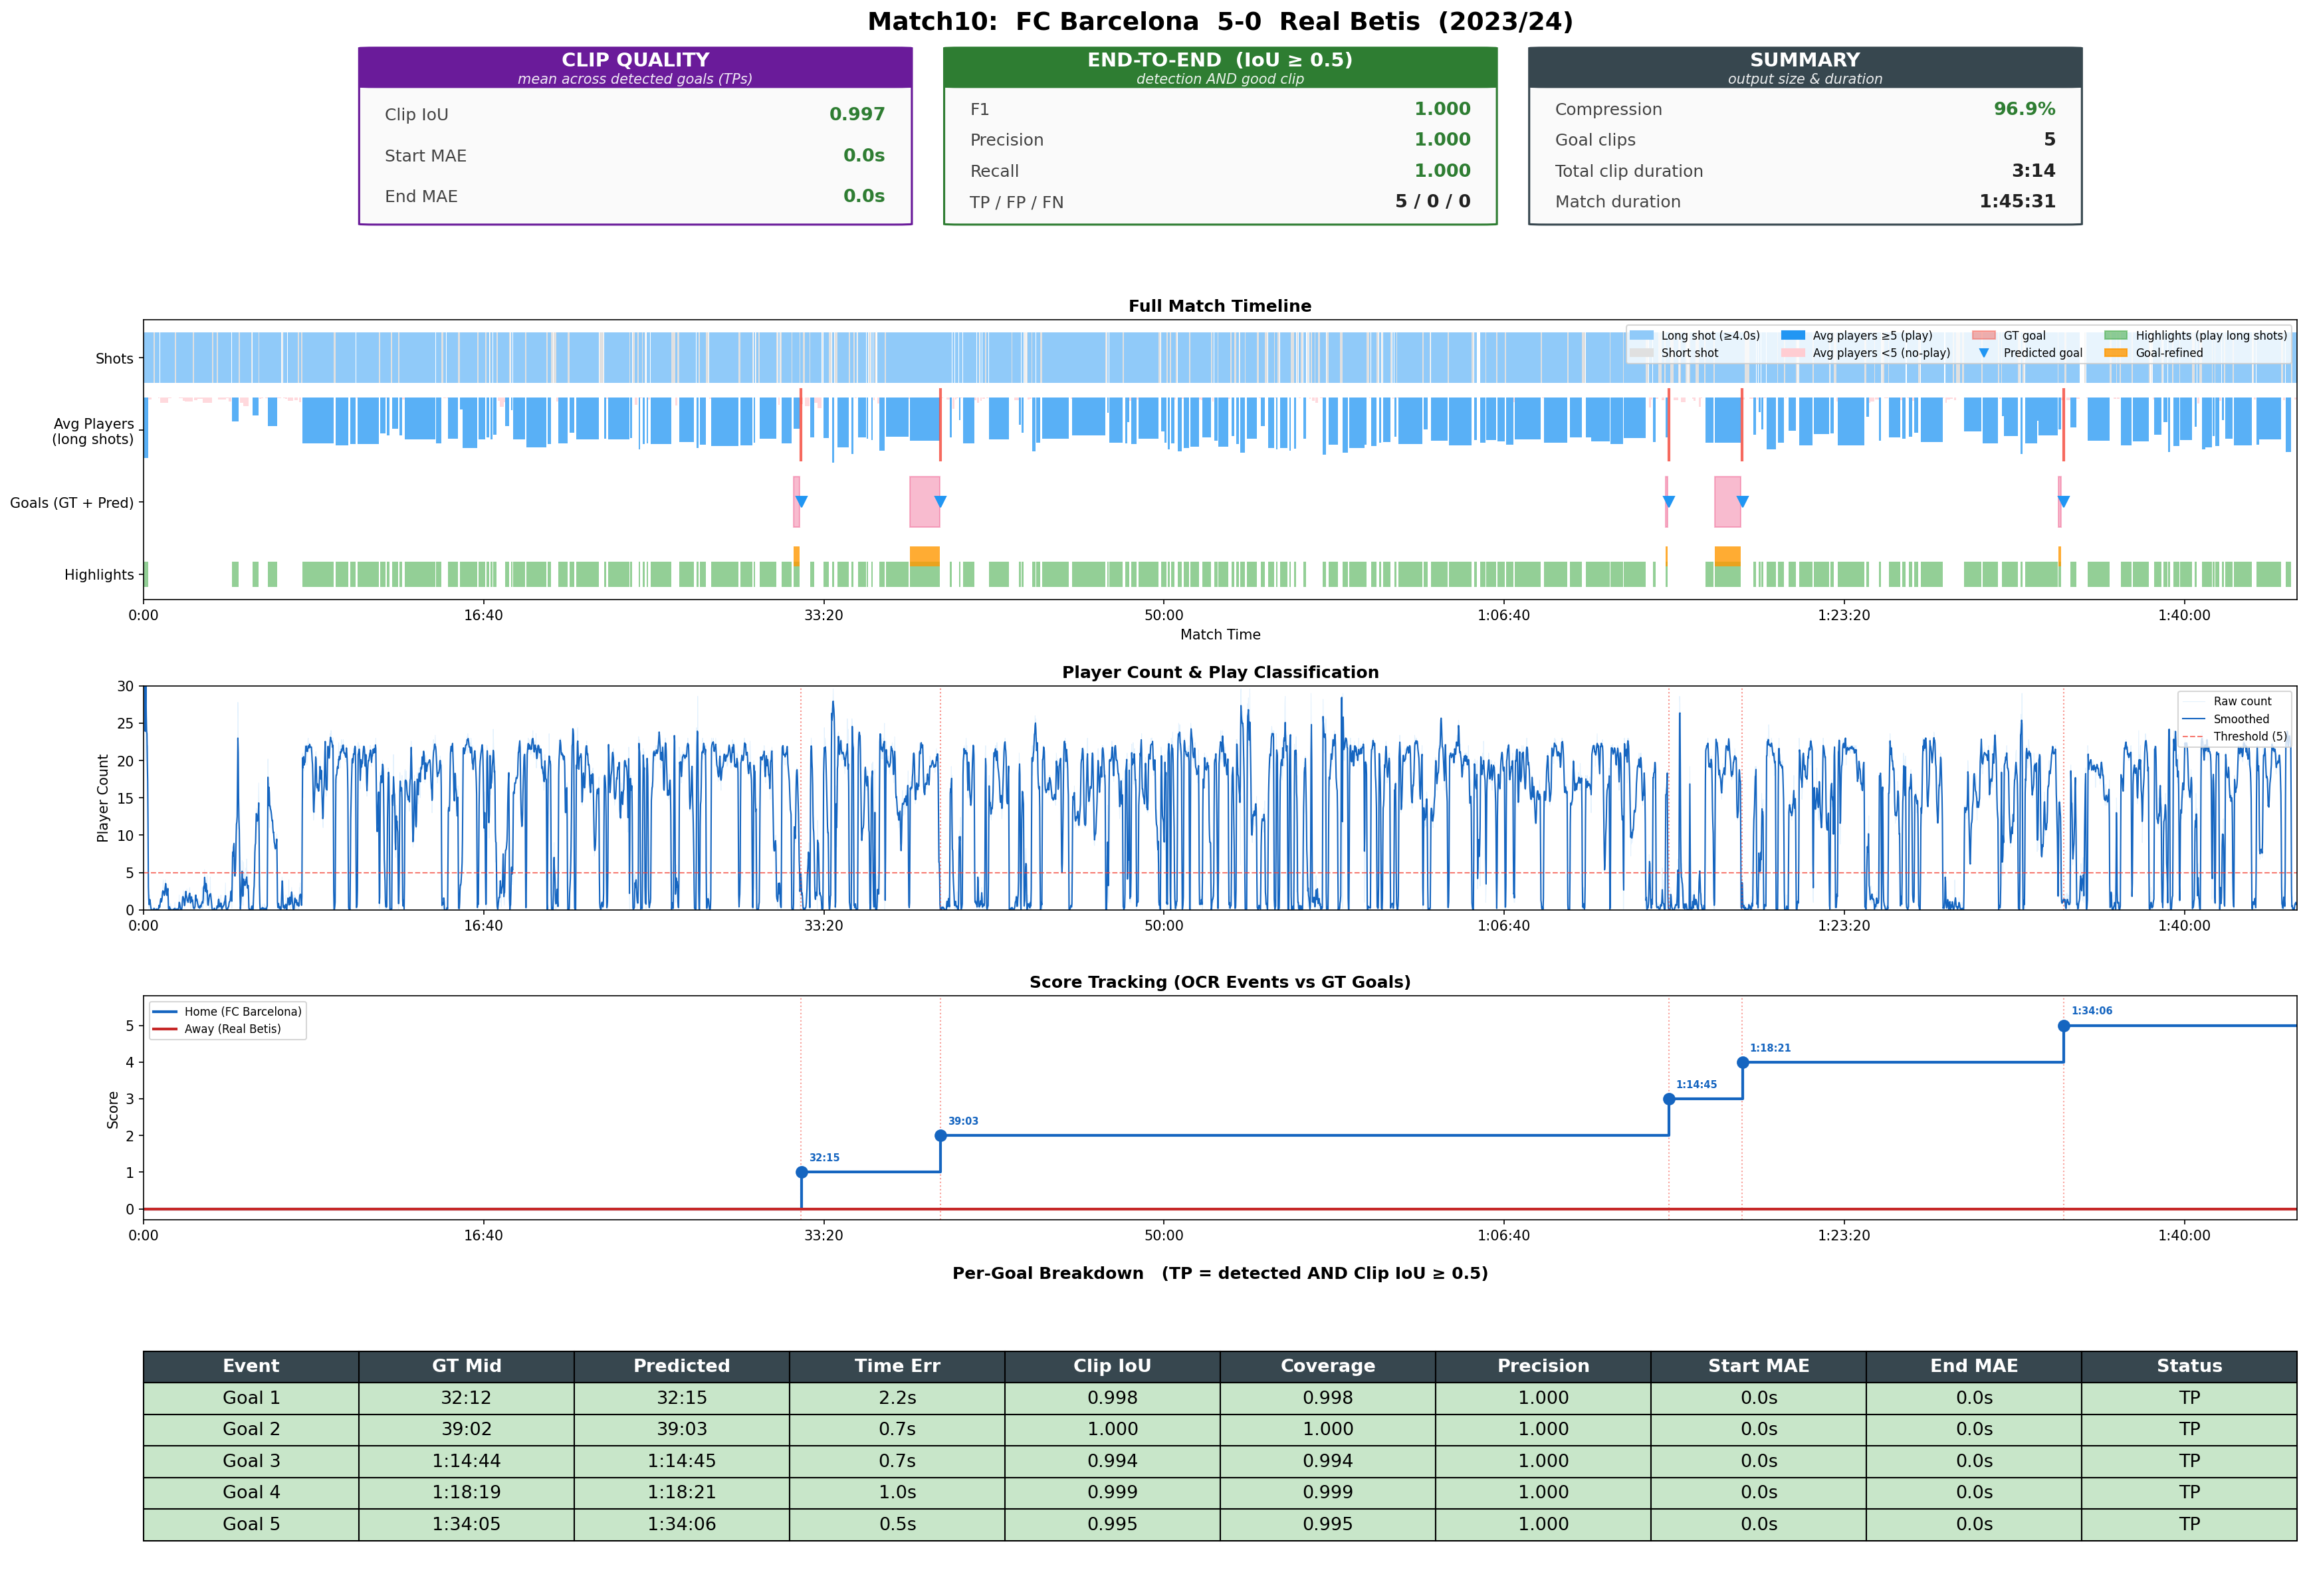 Match10:  FC Barcelona  5-0  Real Betis  (2023/24)
CLIP QUALITY
mean across detected goals (TPs)
Clip IoU 0.997
Start MAE 0.0s
End MAE 0.0s
END-TO-END  (IoU ≥ 0.5)
detection AND good clip
F1 1.000
Precision 1.000
Recall 1.000
TP / FP / FN 5 / 0 / 0
SUMMARY
output size & duration
Compression 96.9%
Goal clips 5
Total clip duration 3:14
Match duration 1:45:31
Full Match Timeline
Long shot (≥4.0s) Avg players ≥5 (play) GT goal Highlights (play long shots)
Short shot Avg players <5 (no-play) Predicted goal Goal-refined
Shots
Avg Players
(long shots)
Goals (GT + Pred)
Highlights
0:00 16:40 33:20 50:00 1:06:40 1:23:20 1:40:00
Match Time
Player Count & Play Classification
Raw count
Smoothed
Threshold (5)
Player Count
30
25
20
15
10
5
0
0:00 16:40 33:20 50:00 1:06:40 1:23:20 1:40:00
Score Tracking (OCR Events vs GT Goals)
Home (FC Barcelona)
Away (Real Betis)
Score
5
4
3
2
1
0
32:15
39:03
1:14:45
1:18:21
1:34:06
0:00 16:40 33:20 50:00 1:06:40 1:23:20 1:40:00
Per-Goal Breakdown   (TP = detected AND Clip IoU ≥ 0.5)
Event GT Mid Predicted Time Err Clip IoU Coverage Precision Start MAE End MAE Status
Goal 1 32:12 32:15 2.2s 0.998 0.998 1.000 0.0s 0.0s TP
Goal 2 39:02 39:03 0.7s 1.000 1.000 1.000 0.0s 0.0s TP
Goal 3 1:14:44 1:14:45 0.7s 0.994 0.994 1.000 0.0s 0.0s TP
Goal 4 1:18:19 1:18:21 1.0s 0.999 0.999 1.000 0.0s 0.0s TP
Goal 5 1:34:05 1:34:06 0.5s 0.995 0.995 1.000 0.0s 0.0s TP